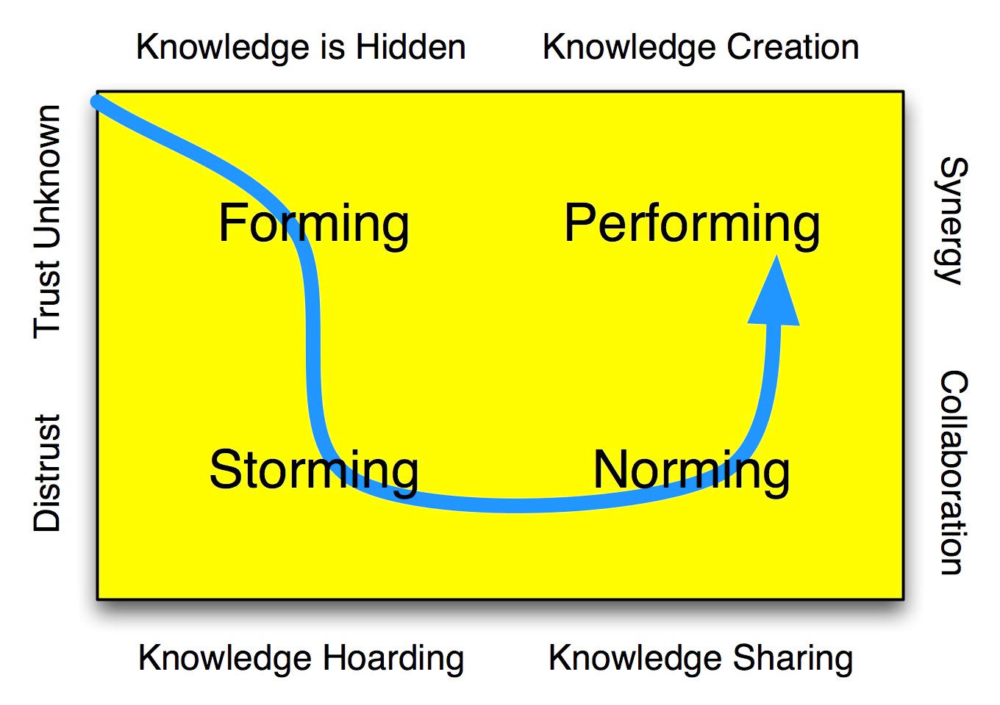 Knowledge is Hidden
Knowledge Creation
Trust Unknown
Forming
Performing
Synergy
Distrust
Storming
Norming
Collaboration
Knowledge Hoarding
Knowledge Sharing